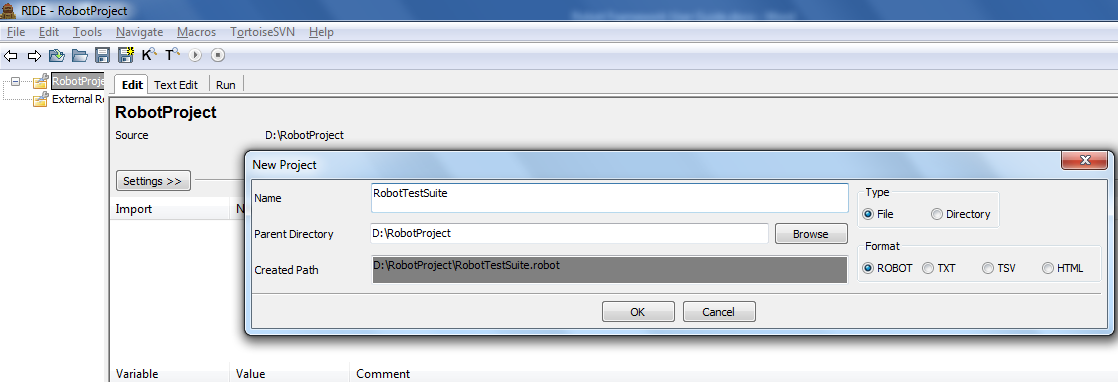 RIDE - RobotProject
File Edit Tools Navigate Macros TortoiseSVN Help
K T
RobotProje
External Re
Edit Text Edit Run
RobotProject
Source D:\RobotProject
Settings >>
Import N
New Project
Name RobotTestSuite
Parent Directory D:\RobotProject Browse
Created Path D:\RobotProject\RobotTestSuite.robot
Type
File Directory
Format
ROBOT TXT TSV HTML
OK Cancel
Variable Value Comment